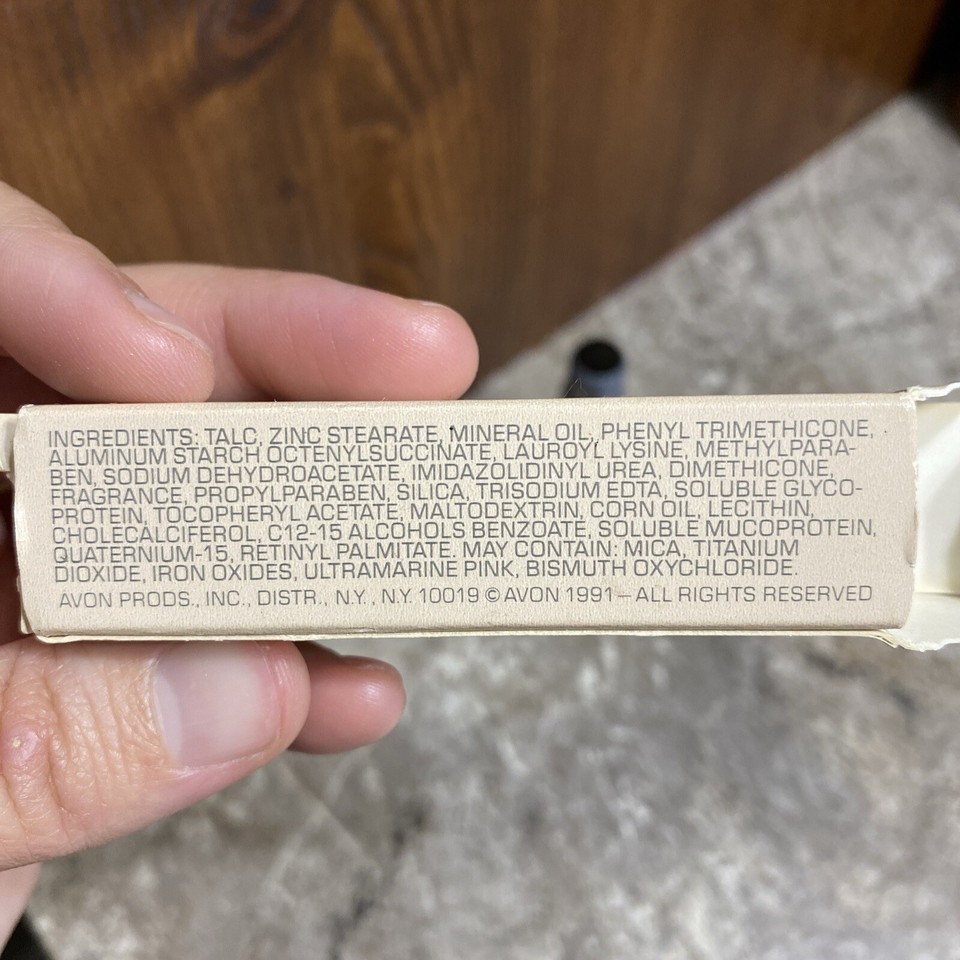 INGREDIENTS: TALC, ZINC STEARATE, MINERAL OIL, PHENYL TRIMETHICONE,
ALUMINUM STARCH OCTENYLSUCCINATE, LAUROYL LYSINE, METHYLPARA-
BEN, SODIUM DEHYDROACETATE, IMIDAZOLIDINYL UREA, DIMETHICONE,
FRAGRANCE, PROPYLPARABEN, SILICA, TRISODIUM EDTA, SOLUBLE GLYCO-
PROTEIN, TOCOPHERYL ACETATE, MALTODEXTRIN, CORN OIL, LECITHIN,
CHOLECALCIFEROL, C12-15 ALCOHOLS BENZOATE, SOLUBLE MUCOPROTEIN,
QUATERNIUM-15, RETINYL PALMITATE. MAY CONTAIN: MICA, TITANIUM
DIOXIDE, IRON OXIDES, ULTRAMARINE PINK, BISMUTH OXYCHLORIDE.
AVON PRODS., INC., DISTR., N.Y., N.Y. 10019 © AVON 1991 — ALL RIGHTS RESERVED